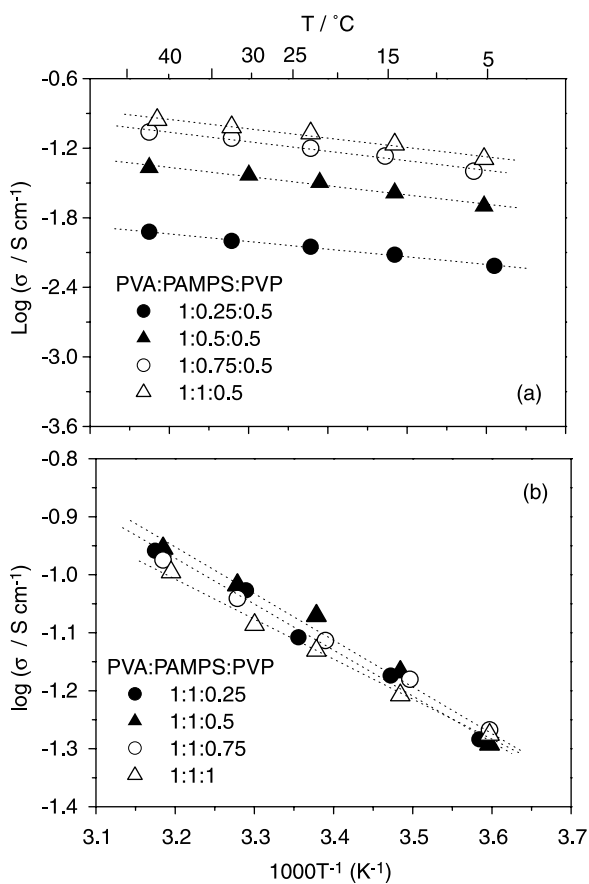 T / °C
40 30 25 15 5
-0.6
-1.2
-1.8
-2.4
-3.0
-3.6
Log (σ / S cm⁻¹)
PVA:PAMPS:PVP
1:0.25:0.5
1:0.5:0.5
1:0.75:0.5
1:1:0.5
(a)
-0.8
-0.9
-1.0
-1.1
-1.2
-1.3
-1.4
log (σ / S cm⁻¹)
(b)
PVA:PAMPS:PVP
1:1:0.25
1:1:0.5
1:1:0.75
1:1:1
3.1 3.2 3.3 3.4 3.5 3.6 3.7
1000T⁻¹ (K⁻¹)